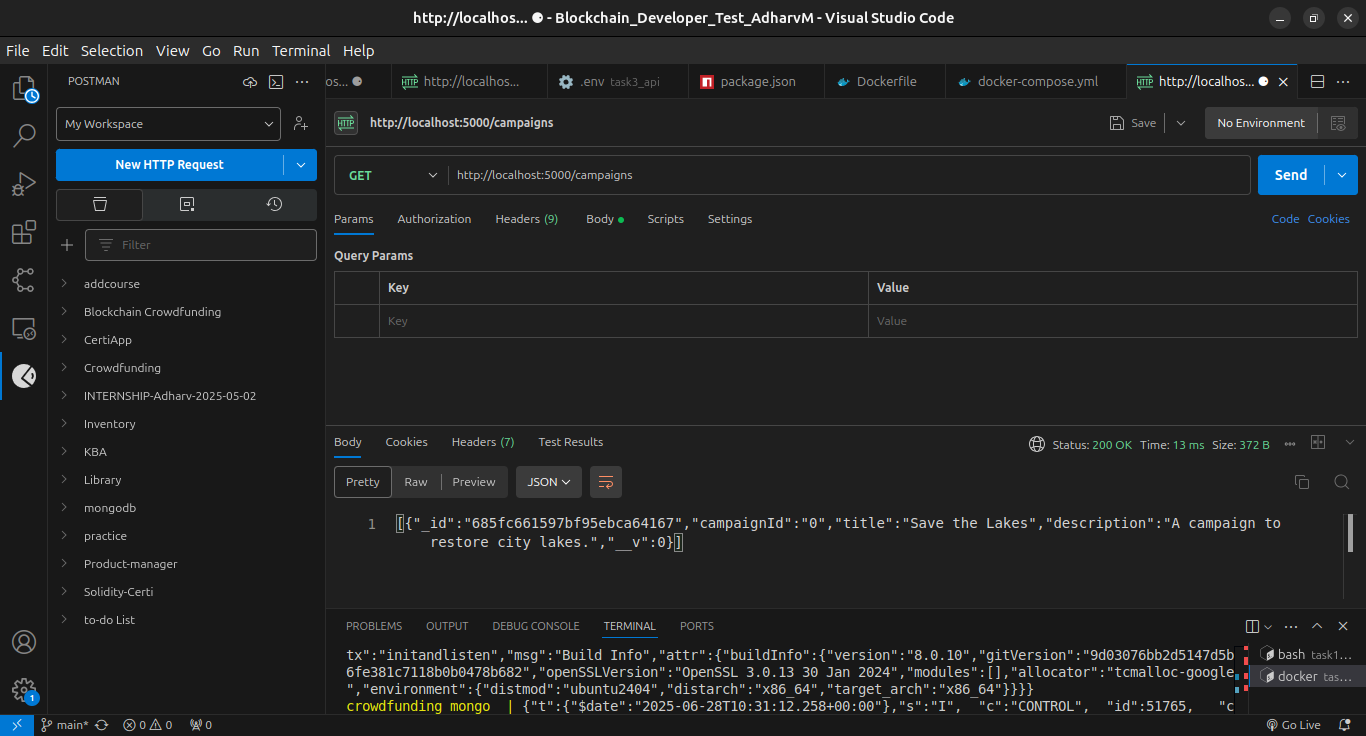 http://localhos... ● - Blockchain_Developer_Test_AdharvM - Visual Studio Code
File Edit Selection View Go Run Terminal Help
POSTMAN
os... ●
http://localhos...
.env task3_api
package.json
Dockerfile
docker-compose.yml
http://localhos... ●
My Workspace
HTTP http://localhost:5000/campaigns
Save
No Environment
New HTTP Request
GET
http://localhost:5000/campaigns
Send
Params Authorization Headers (9) Body Scripts Settings
Code Cookies
Filter
Query Params
Key Value
Key Value
addcourse
Blockchain Crowdfunding
CertiApp
Crowdfunding
INTERNSHIP-Adharv-2025-05-02
Inventory
KBA
Library
mongodb
practice
Product-manager
Solidity-Certi
to-do List
Body Cookies Headers (7) Test Results
Status: 200 OK Time: 13 ms Size: 372 B
Pretty Raw Preview JSON
1 [{"_id":"685fc661597bf95ebca64167","campaignId":"0","title":"Save the Lakes","description":"A campaign to
restore city lakes.","__v":0}]
PROBLEMS OUTPUT DEBUG CONSOLE TERMINAL PORTS
tx":"initandlisten","msg":"Build Info","attr":{"buildInfo":{"version":"8.0.10","gitVersion":"9d03076bb2d5147d5b
6fe381c7118b0b0478b682","openSSLVersion":"OpenSSL 3.0.13 30 Jan 2024","modules":[],"allocator":"tcmalloc-google
","environment":{"distmod":"ubuntu2404","distarch":"x86_64","target_arch":"x86_64"}}}}
crowdfunding mongo | {"t":{"$date":"2025-06-28T10:31:12.258+00:00"},"s":"I", "c":"CONTROL", "id":51765, "c
bash task1...
docker tas...
main* 0 0 0
Go Live